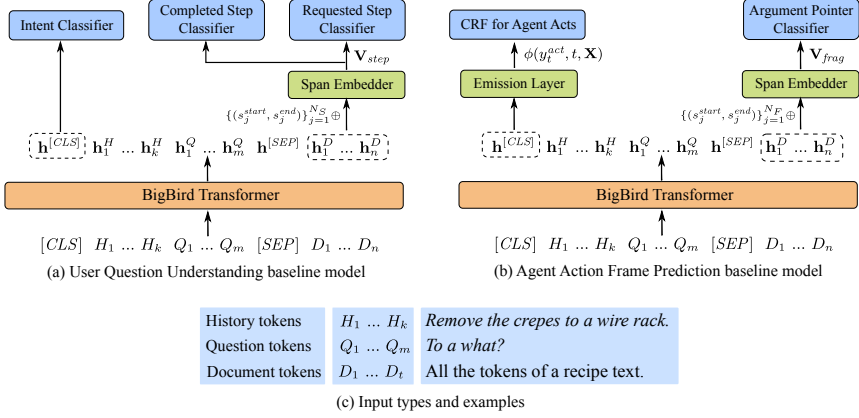 Intent Classifier
Completed Step
Classifier
Requested Step
Classifier
V_{step}
Span Embedder
\{(s_j^{start}, s_j^{end})\}_{j=1}^{N_S} ⊕
h^{[CLS]} h_1^H ... h_k^H h_1^Q ... h_m^Q h^{[SEP]} h_1^D ... h_n^D
BigBird Transformer
[CLS] H_1 ... H_k Q_1 ... Q_m [SEP] D_1 ... D_n
(a) User Question Understanding baseline model
CRF for Agent Acts
Argument Pointer
Classifier
ϕ(y_t^{act}, t, X)
V_{frag}
Emission Layer
Span Embedder
\{(s_j^{start}, s_j^{end})\}_{j=1}^{N_F} ⊕
h^{[CLS]} h_1^H ... h_k^H h_1^Q ... h_m^Q h^{[SEP]} h_1^D ... h_n^D
BigBird Transformer
[CLS] H_1 ... H_k Q_1 ... Q_m [SEP] D_1 ... D_n
(b) Agent Action Frame Prediction baseline model
History tokens H_1 ... H_k Remove the crepes to a wire rack.
Question tokens Q_1 ... Q_m To a what?
Document tokens D_1 ... D_t All the tokens of a recipe text.
(c) Input types and examples